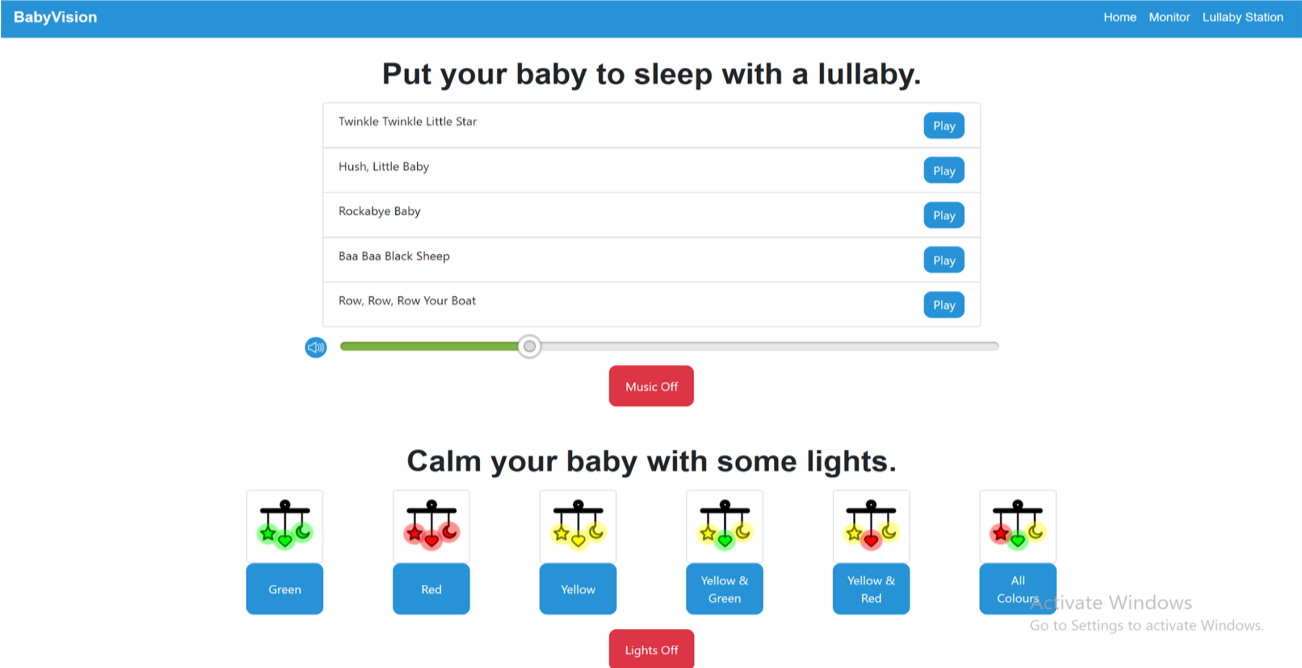 BabyVision
Home Monitor Lullaby Station
Put your baby to sleep with a lullaby.
Twinkle Twinkle Little Star
Play
Hush, Little Baby
Play
Rockabye Baby
Play
Baa Baa Black Sheep
Play
Row, Row, Row Your Boat
Play
Music Off
Calm your baby with some lights.
Green
Red
Yellow
Yellow &
Green
Yellow &
Red
All
Colours
Activate Windows
Go to Settings to activate Windows.
Lights Off